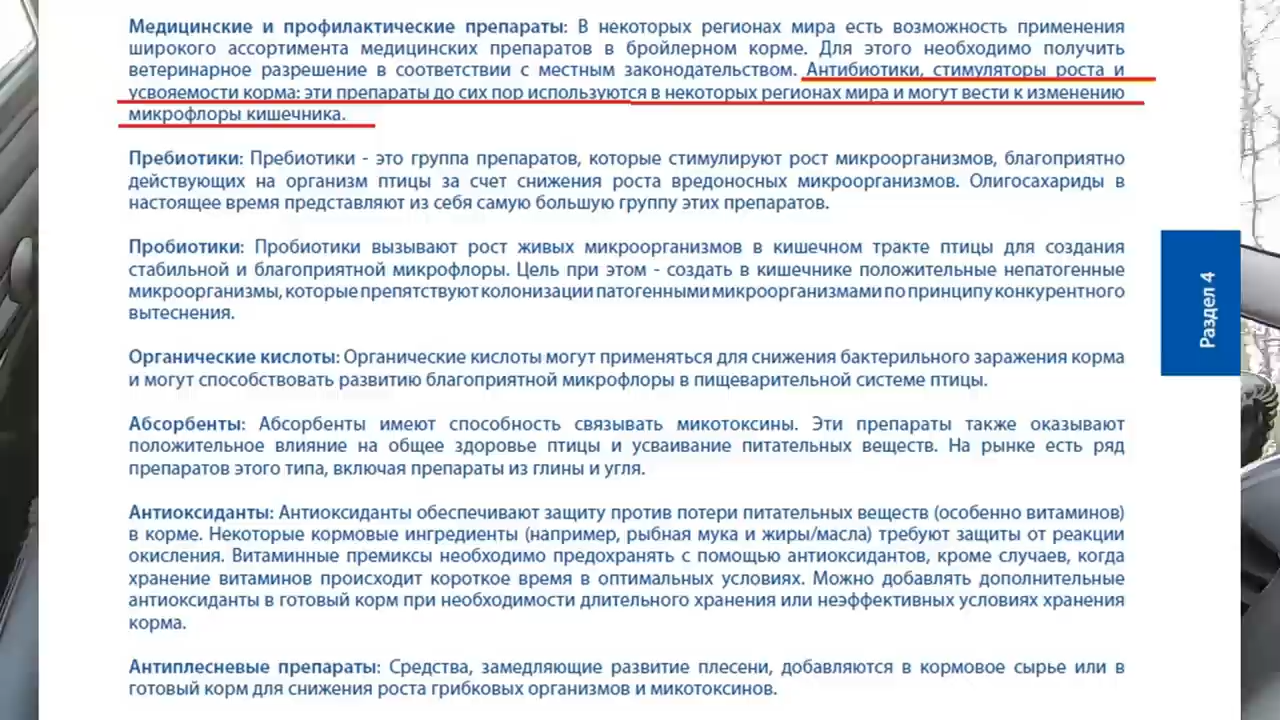 Медицинские и профилактические препараты: В некоторых регионах мира есть возможность применения
широкого ассортимента медицинских препаратов в бройлерном корме. Для этого необходимо получить
ветеринарное разрешение в соответствии с местным законодательством. Антибиотики, стимуляторы роста и
усвояемости корма: эти препараты до сих пор используются в некоторых регионах мира и могут вести к изменению
микрофлоры кишечника.
Пребиотики: Пребиотики - это группа препаратов, которые стимулируют рост микроорганизмов, благоприятно
действующих на организм птицы за счет снижения роста вредоносных микроорганизмов. Олигосахариды в
настоящее время представляют из себя самую большую группу этих препаратов.
Пробиотики: Пробиотики вызывают рост живых микроорганизмов в кишечном тракте птицы для создания
стабильной и благоприятной микрофлоры. Цель при этом - создать в кишечнике положительные непатогенные
микроорганизмы, которые препятствуют колонизации патогенными микроорганизмами по принципу конкурентного
вытеснения.
Раздел 4
Органические кислоты: Органические кислоты могут применяться для снижения бактерильного заражения корма
и могут способствовать развитию благоприятной микрофлоры в пищеварительной системе птицы.
Абсорбенты: Абсорбенты имеют способность связывать микотоксины. Эти препараты также оказывают
положительное влияние на общее здоровье птицы и усваивание питательных веществ. На рынке есть ряд
препаратов этого типа, включая препараты из глины и угля.
Антиоксиданты: Антиоксиданты обеспечивают защиту против потери питательных веществ (особенно витаминов)
в корме. Некоторые кормовые ингредиенты (например, рыбная мука и жиры/масла) требуют защиты от реакции
окисления. Витаминные премиксы необходимо предохранять с помощью антиоксидантов, кроме случаев, когда
хранение витаминов происходит короткое время в оптимальных условиях. Можно добавлять дополнительные
антиоксиданты в готовый корм при необходимости длительного хранения или неэффективных условиях хранения
корма.
Антиплесневые препараты: Средства, замедляющие развитие плесени, добавляются в кормовое сырье или в
готовый корм для снижения роста грибковых организмов и микотоксинов.